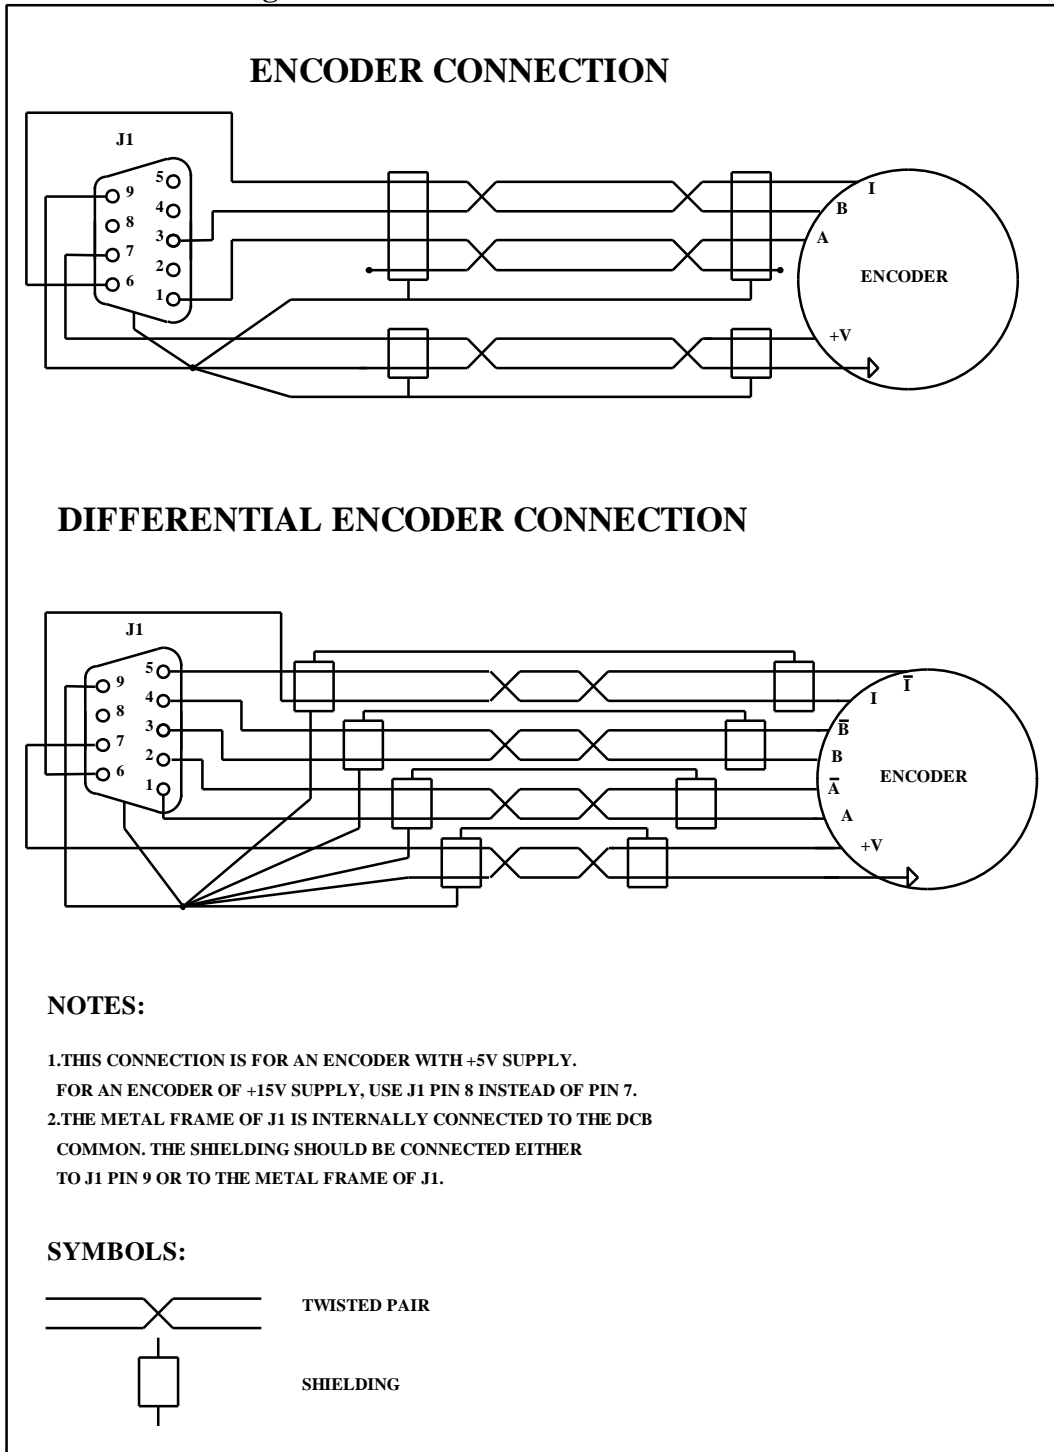 ENCODER CONNECTION
J1
5
9
4
8
3
7
2
6
1
I
B
A
ENCODER
+V
DIFFERENTIAL ENCODER CONNECTION
J1
5
9
4
8
3
7
2
6
1
I̅
I
B̅
B
ENCODER
A̅
A
+V
NOTES:
1.THIS CONNECTION IS FOR AN ENCODER WITH +5V SUPPLY.
FOR AN ENCODER OF +15V SUPPLY, USE J1 PIN 8 INSTEAD OF PIN 7.
2.THE METAL FRAME OF J1 IS INTERNALLY CONNECTED TO THE DCB
COMMON. THE SHIELDING SHOULD BE CONNECTED EITHER
TO J1 PIN 9 OR TO THE METAL FRAME OF J1.
SYMBOLS:
TWISTED PAIR
SHIELDING